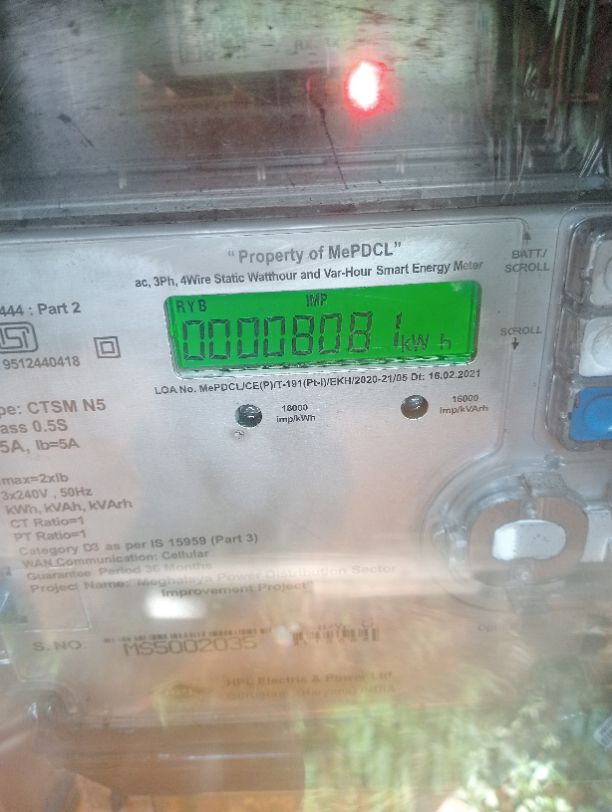 " Property of MePDCL"
ac, 3Ph, 4Wire Static Watthour and Var-Hour Smart Energy Meter
BATT./
SCROLL
444 : Part 2
RYB IMP
0000808 kW h
SCROLL
9512440418
LOA No. MePDCL/CE(P)/T-191(Pt-I)/EKH/2020-21/05 Dt: 16.02.2021
pe: CTSM N5
ass 0.5S
5A, Ib=5A
imp/kWh
16000
imp/kVArh
max=2xIb
3x240V , 50Hz
kWh, kVAh, kVArh
CT Ratio=1
PT Ratio=1
Category D3 as per IS 15959 (Part 3)
WAN Communication: Cellular
Guarantee Period 36 Months
Project Name: "Meghalaya Power Distribution Sector
Improvement Project"
S. NO.
MS5002035
HPL Electric & Power Ltd.
Gurugram (Haryana) INDIA